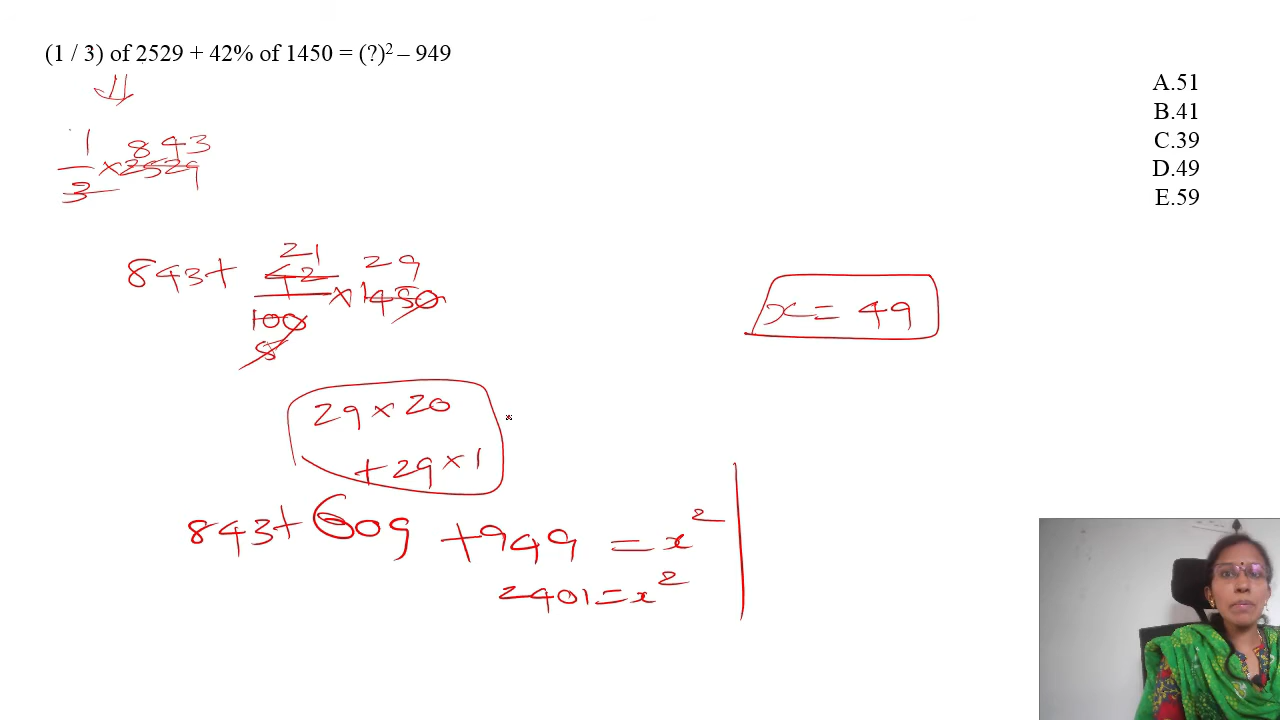 (1 / 3) of 2529 + 42% of 1450 = (?)² – 949
A.51
B.41
C.39
D.49
E.59
1 843
— ×2529
3
21 29
843+ 42 ×1450
100
5
29 × 20
+ 29 × 1
843+ 609 +949 = x²
2401 = x²
x = 49